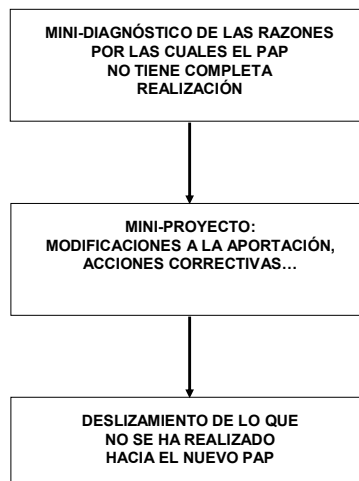 MINI-DIAGNÓSTICO DE LAS RAZONES
POR LAS CUALES EL PAP
NO TIENE COMPLETA
REALIZACIÓN
MINI-PROYECTO:
MODIFICACIONES A LA APORTACIÓN,
ACCIONES CORRECTIVAS…
DESLIZAMIENTO DE LO QUE
NO SE HA REALIZADO
HACIA EL NUEVO PAP